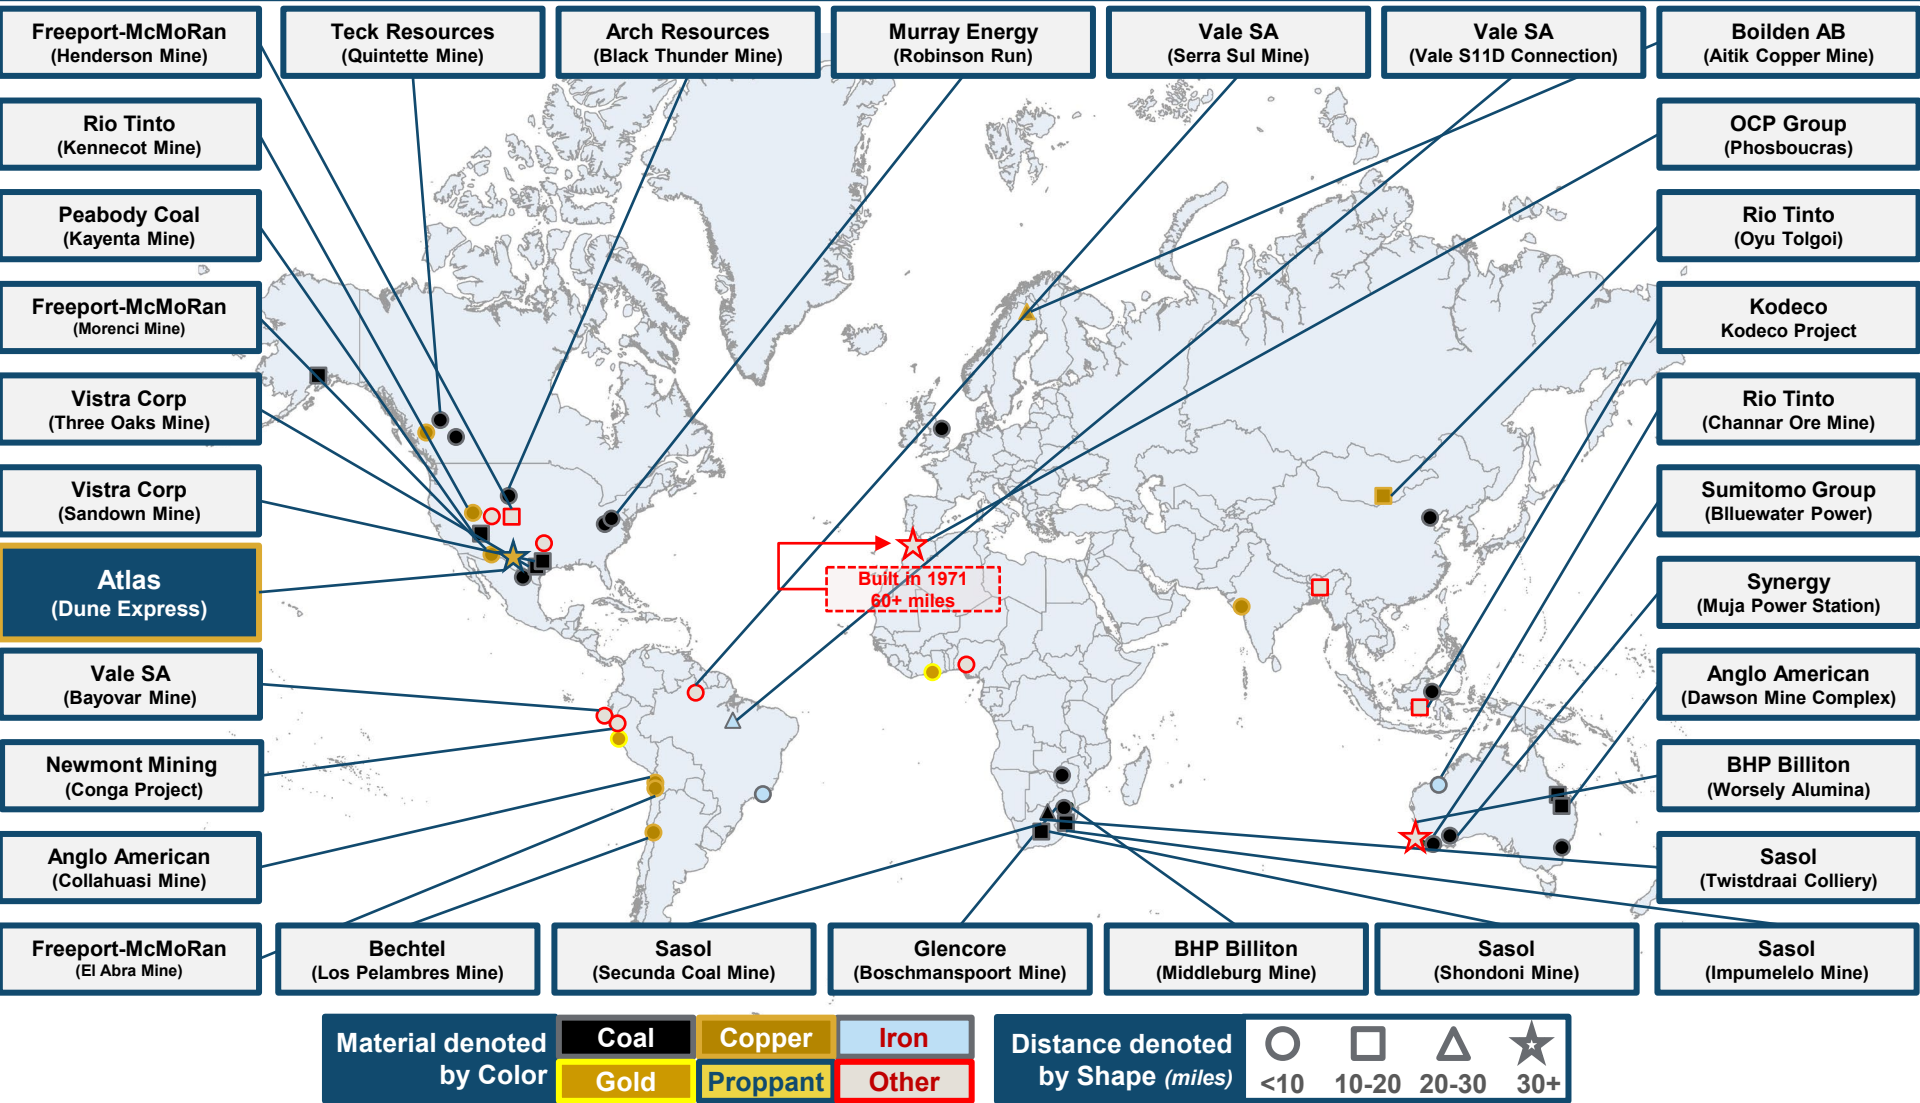 Freeport-McMoRan
(Henderson Mine)
Teck Resources
(Quintette Mine)
Arch Resources
(Black Thunder Mine)
Murray Energy
(Robinson Run)
Vale SA
(Serra Sul Mine)
Vale SA
(Vale S11D Connection)
Boilden AB
(Aitik Copper Mine)
Rio Tinto
(Kennecot Mine)
Peabody Coal
(Kayenta Mine)
Freeport-McMoRan
(Morenci Mine)
Vistra Corp
(Three Oaks Mine)
Vistra Corp
(Sandown Mine)
Atlas
(Dune Express)
Vale SA
(Bayovar Mine)
Newmont Mining
(Conga Project)
Anglo American
(Collahuasi Mine)
Freeport-McMoRan
(El Abra Mine)
OCP Group
(Phosboucras)
Rio Tinto
(Oyu Tolgoi)
Kodeco
Kodeco Project
Rio Tinto
(Channar Ore Mine)
Sumitomo Group
(Blluewater Power)
Synergy
(Muja Power Station)
Anglo American
(Dawson Mine Complex)
BHP Billiton
(Worsely Alumina)
Sasol
(Twistdraai Colliery)
Built in 1971
60+ miles
Bechtel
(Los Pelambres Mine)
Sasol
(Secunda Coal Mine)
Glencore
(Boschmanspoort Mine)
BHP Billiton
(Middleburg Mine)
Sasol
(Shondoni Mine)
Sasol
(Impumelelo Mine)
Material denoted
by Color
Coal
Copper
Iron
Gold
Proppant
Other
Distance denoted
by Shape (miles)
<10
10-20
20-30
30+